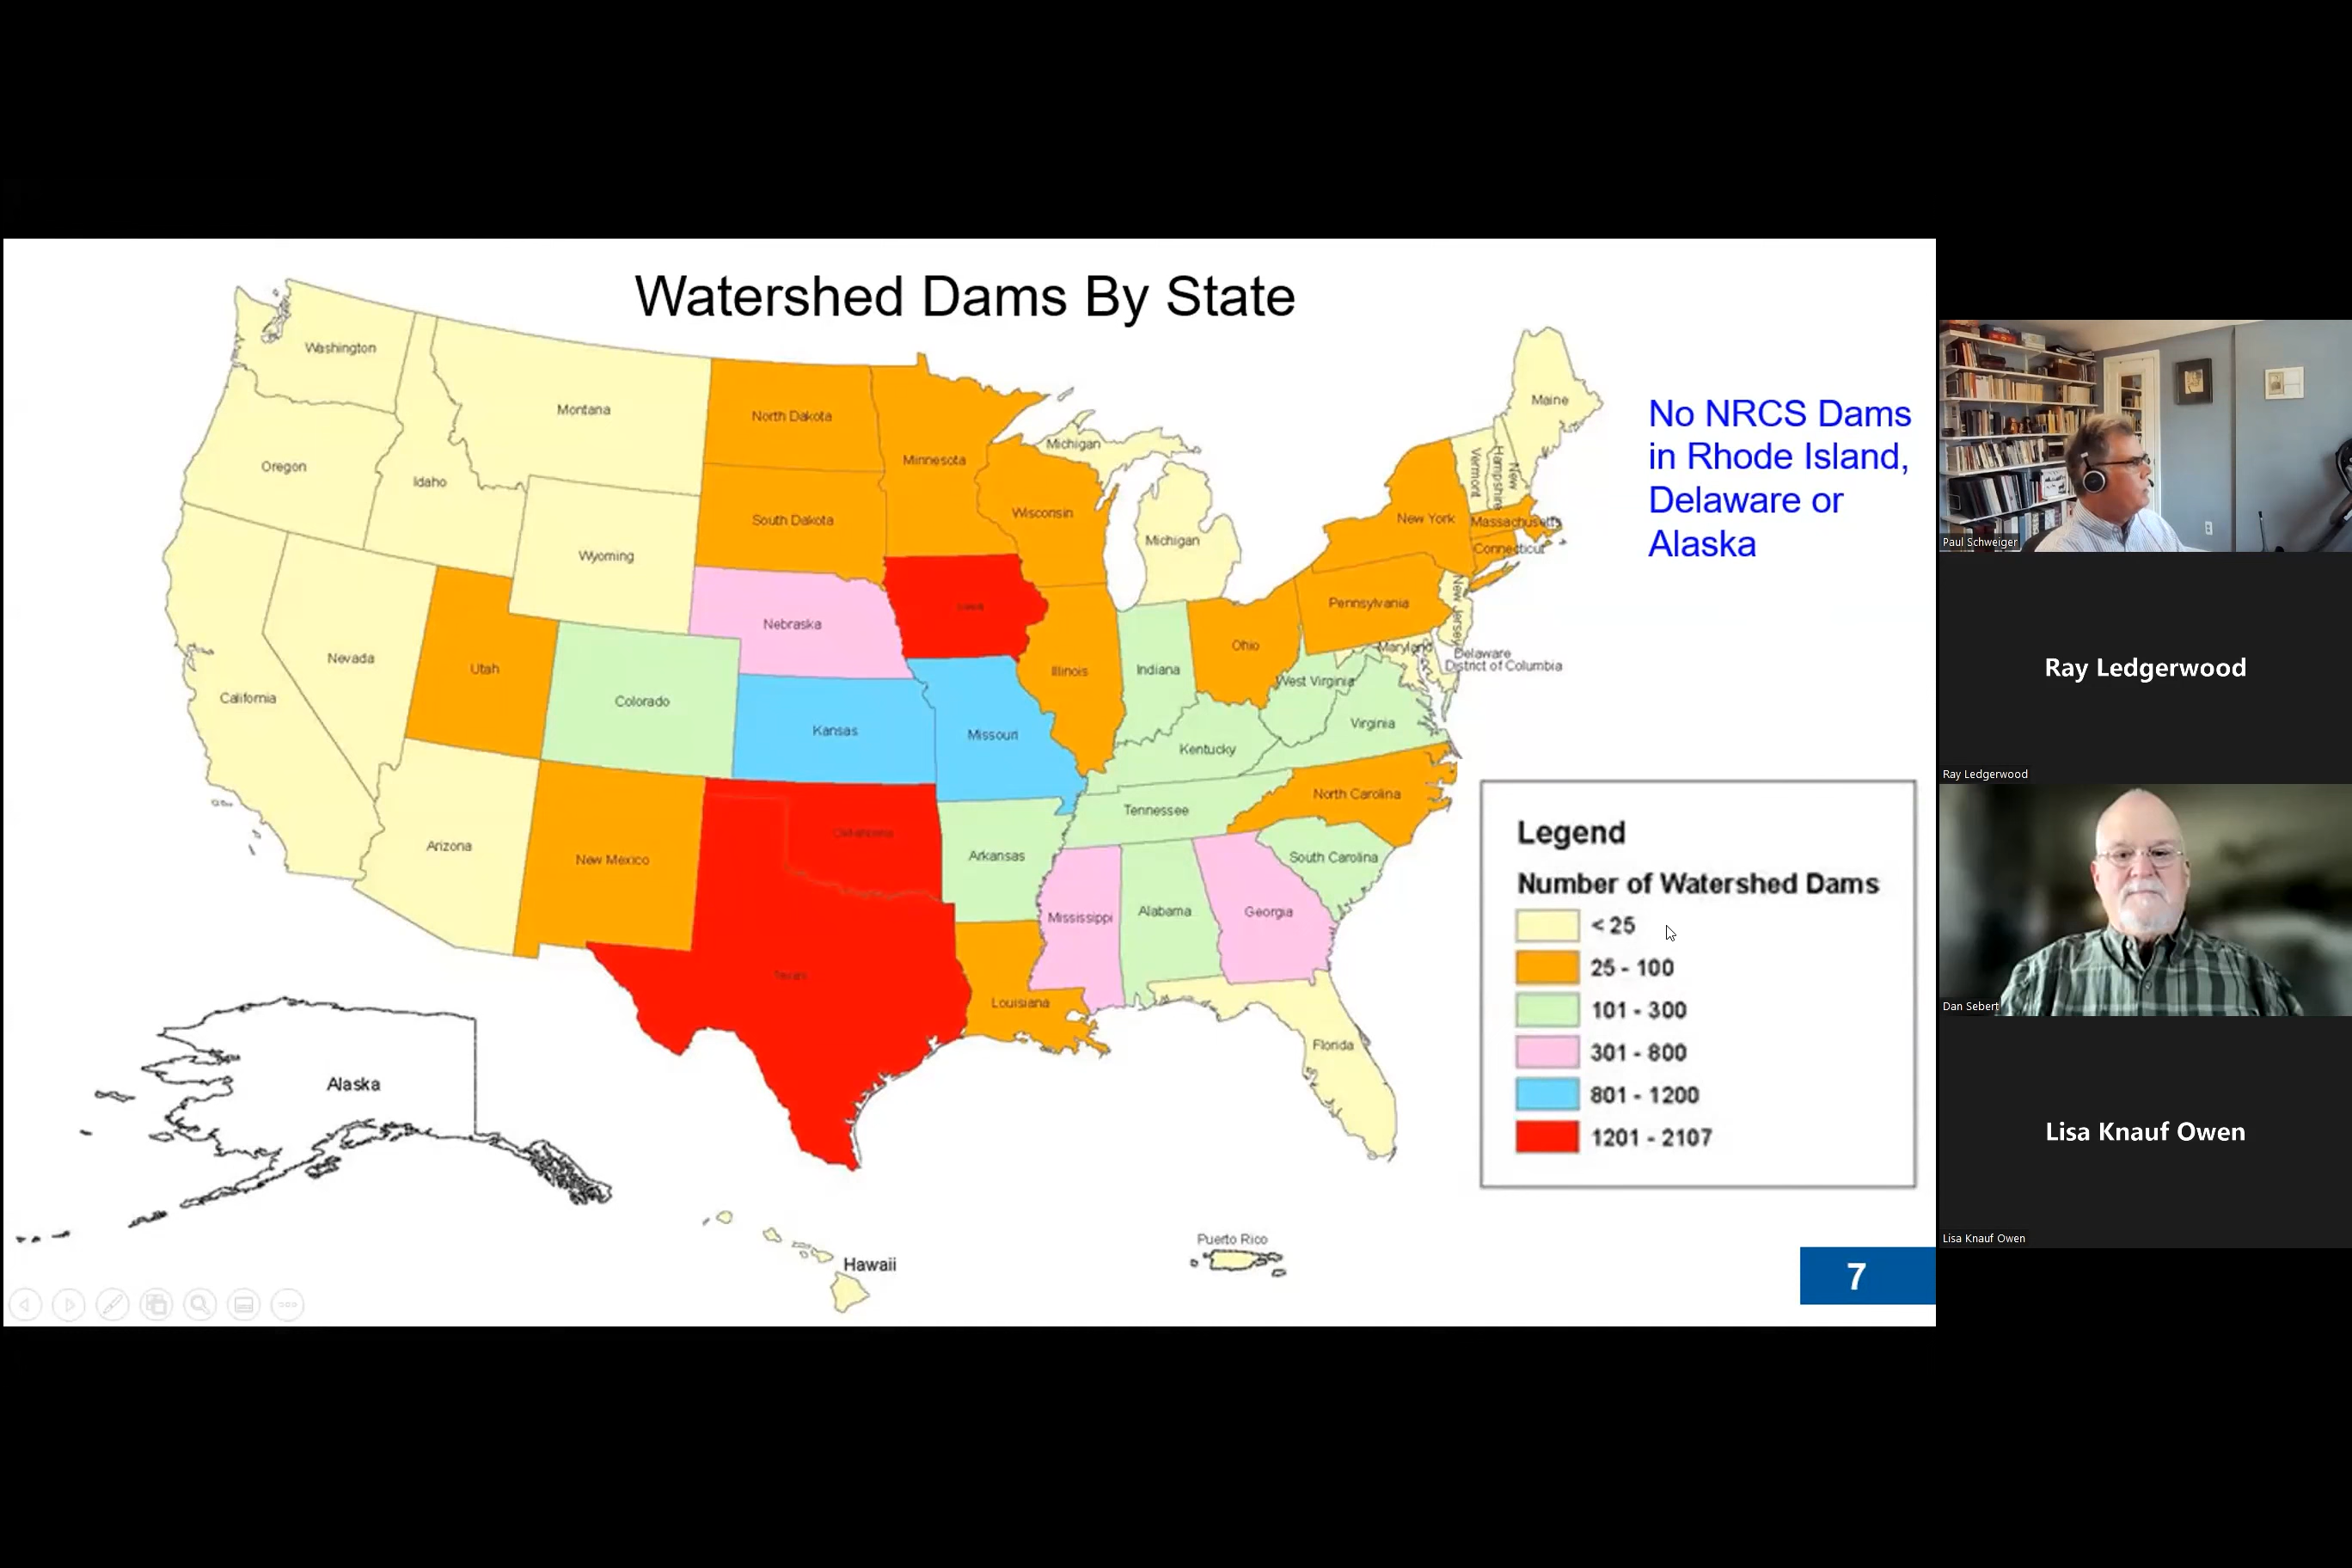 Watershed Dams By State
No NRCS Dams
in Rhode Island,
Delaware or
Alaska
Washington
Montana
Oregon
Idaho
Wyoming
North Dakota
South Dakota
Minnesota
Wisconsin
Michigan
Michigan
Maine
Vermont
New
Hampshire
New York
Massachusetts
Connecticut
Nevada
California
Utah
Colorado
Nebraska
Iowa
Illinois
Indiana
Ohio
Pennsylvania
New Jersey
Maryland
Delaware
District of Columbia
West Virginia
Virginia
Kansas
Missouri
Kentucky
Arizona
New Mexico
Oklahoma
Arkansas
Tennessee
North Carolina
South Carolina
Texas
Louisiana
Mississippi
Alabama
Georgia
Florida
Alaska
Hawaii
Puerto Rico
Legend
Number of Watershed Dams
< 25
25 - 100
101 - 300
301 - 800
801 - 1200
1201 - 2107
7
Paul Schweiger
Ray Ledgerwood
Ray Ledgerwood
Dan Sebert
Lisa Knauf Owen
Lisa Knauf Owen